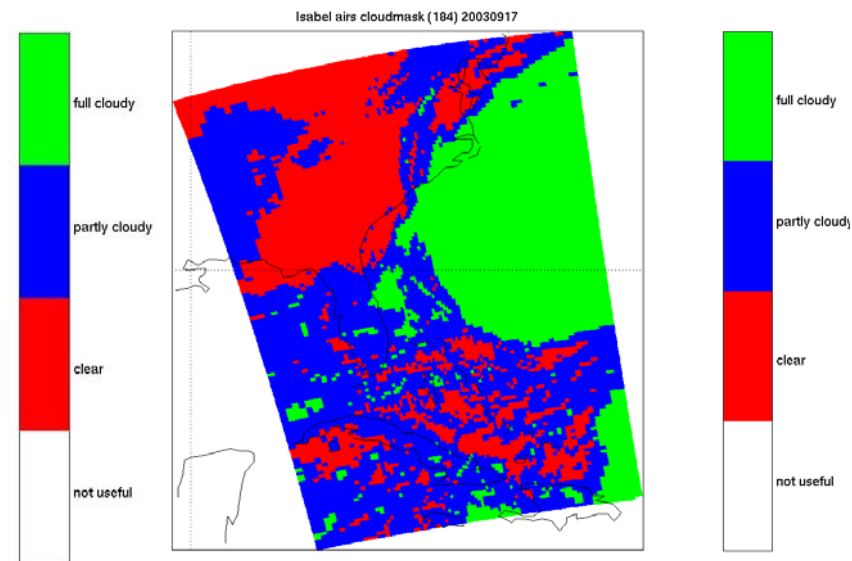 Isabel airs cloudmask (184) 20030917
full cloudy
full cloudy
partly cloudy
partly cloudy
clear
clear
not useful
not useful